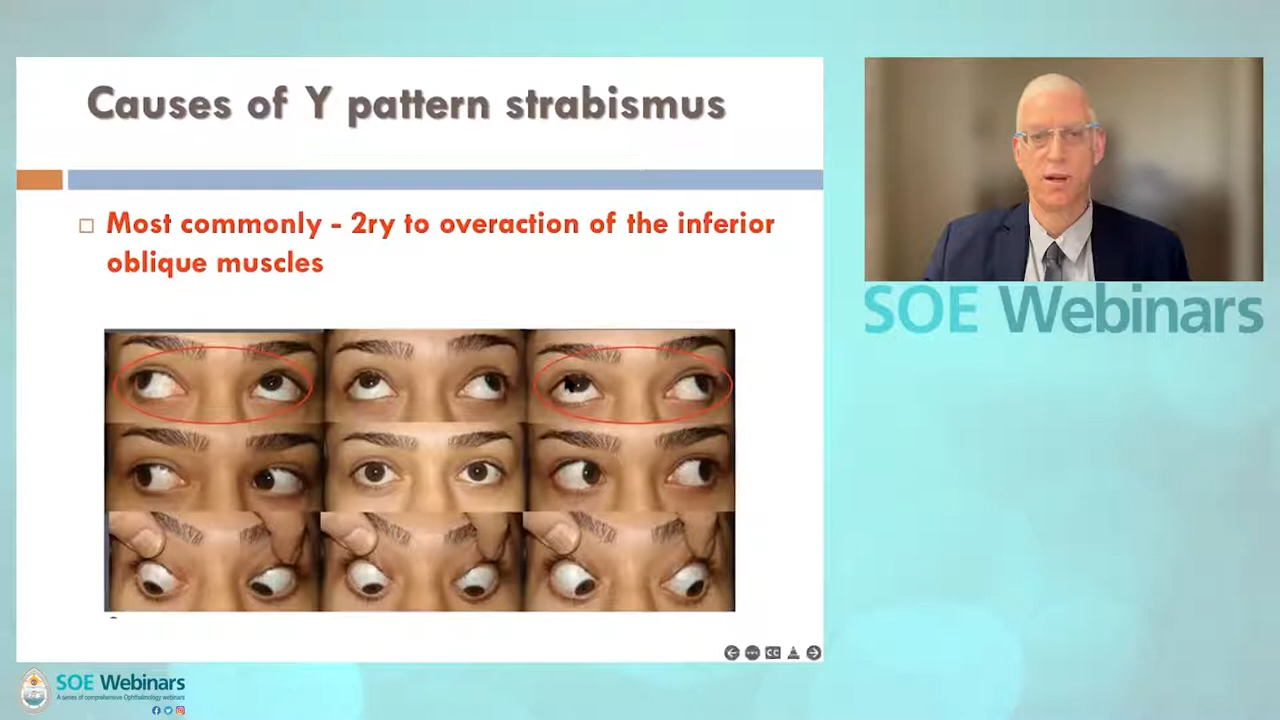 Causes of Y pattern strabismus
Most commonly - 2ry to overaction of the inferior
oblique muscles
SOE Webinars
CC
SOE Webinars
A series of comprehensive Ophthalmology webinars